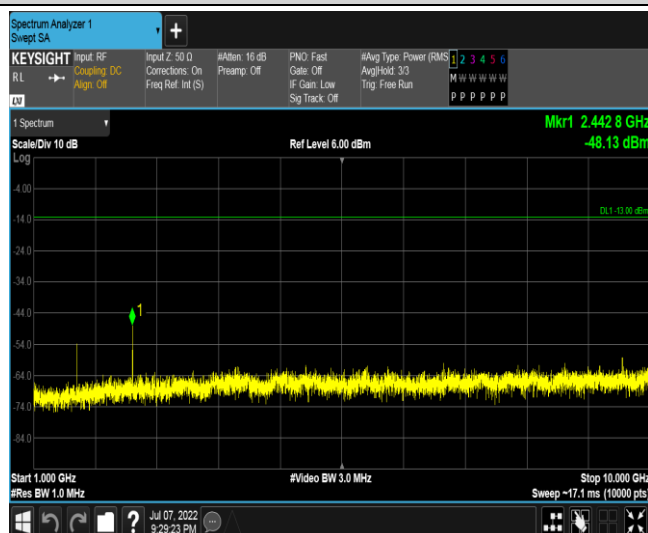 Spectrum Analyzer 1
Swept SA
KEYSIGHT
RL
LXI
Input: RF
Coupling: DC
Align: Off
Input Z: 50 Ω
Corrections: On
Freq Ref: Int (S)
#Atten: 16 dB
Preamp: Off
PNO: Fast
Gate: Off
IF Gain: Low
Sig Track: Off
#Avg Type: Power (RMS
Avg|Hold: 3/3
Trig: Free Run
1 2 3 4 5 6
M W W W W W
P P P P P P
1 Spectrum
Scale/Div 10 dB
Ref Level 6.00 dBm
Mkr1 2.442 8 GHz
-48.13 dBm
Log
-4.00
-14.0
-24.0
-34.0
-44.0
-54.0
-64.0
-74.0
-84.0
DL1 -13.00 dBm
1
Start 1.000 GHz
#Res BW 1.0 MHz
#Video BW 3.0 MHz
Stop 10.000 GHz
Sweep ~17.1 ms (10000 pts)
?
Jul 07, 2022
9:29:23 PM